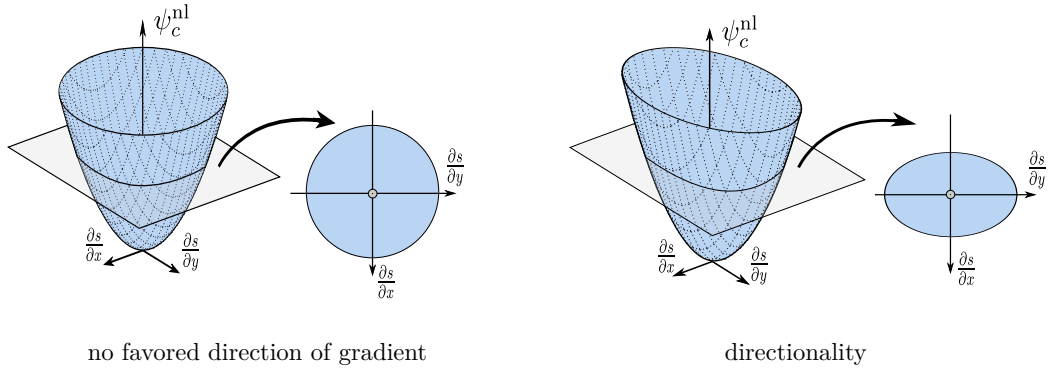 ψ_c^nl
∂s/∂x
∂s/∂y
∂s/∂y
∂s/∂x
no favored direction of gradient
ψ_c^nl
∂s/∂x
∂s/∂y
∂s/∂y
∂s/∂x
directionality